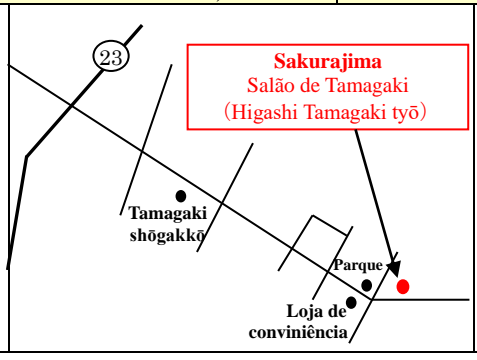 23
Sakurajima
Salão de Tamagaki
（Higashi Tamagaki tyō）
Tamagaki
shōgakkō
Parque
Loja de
conviniência